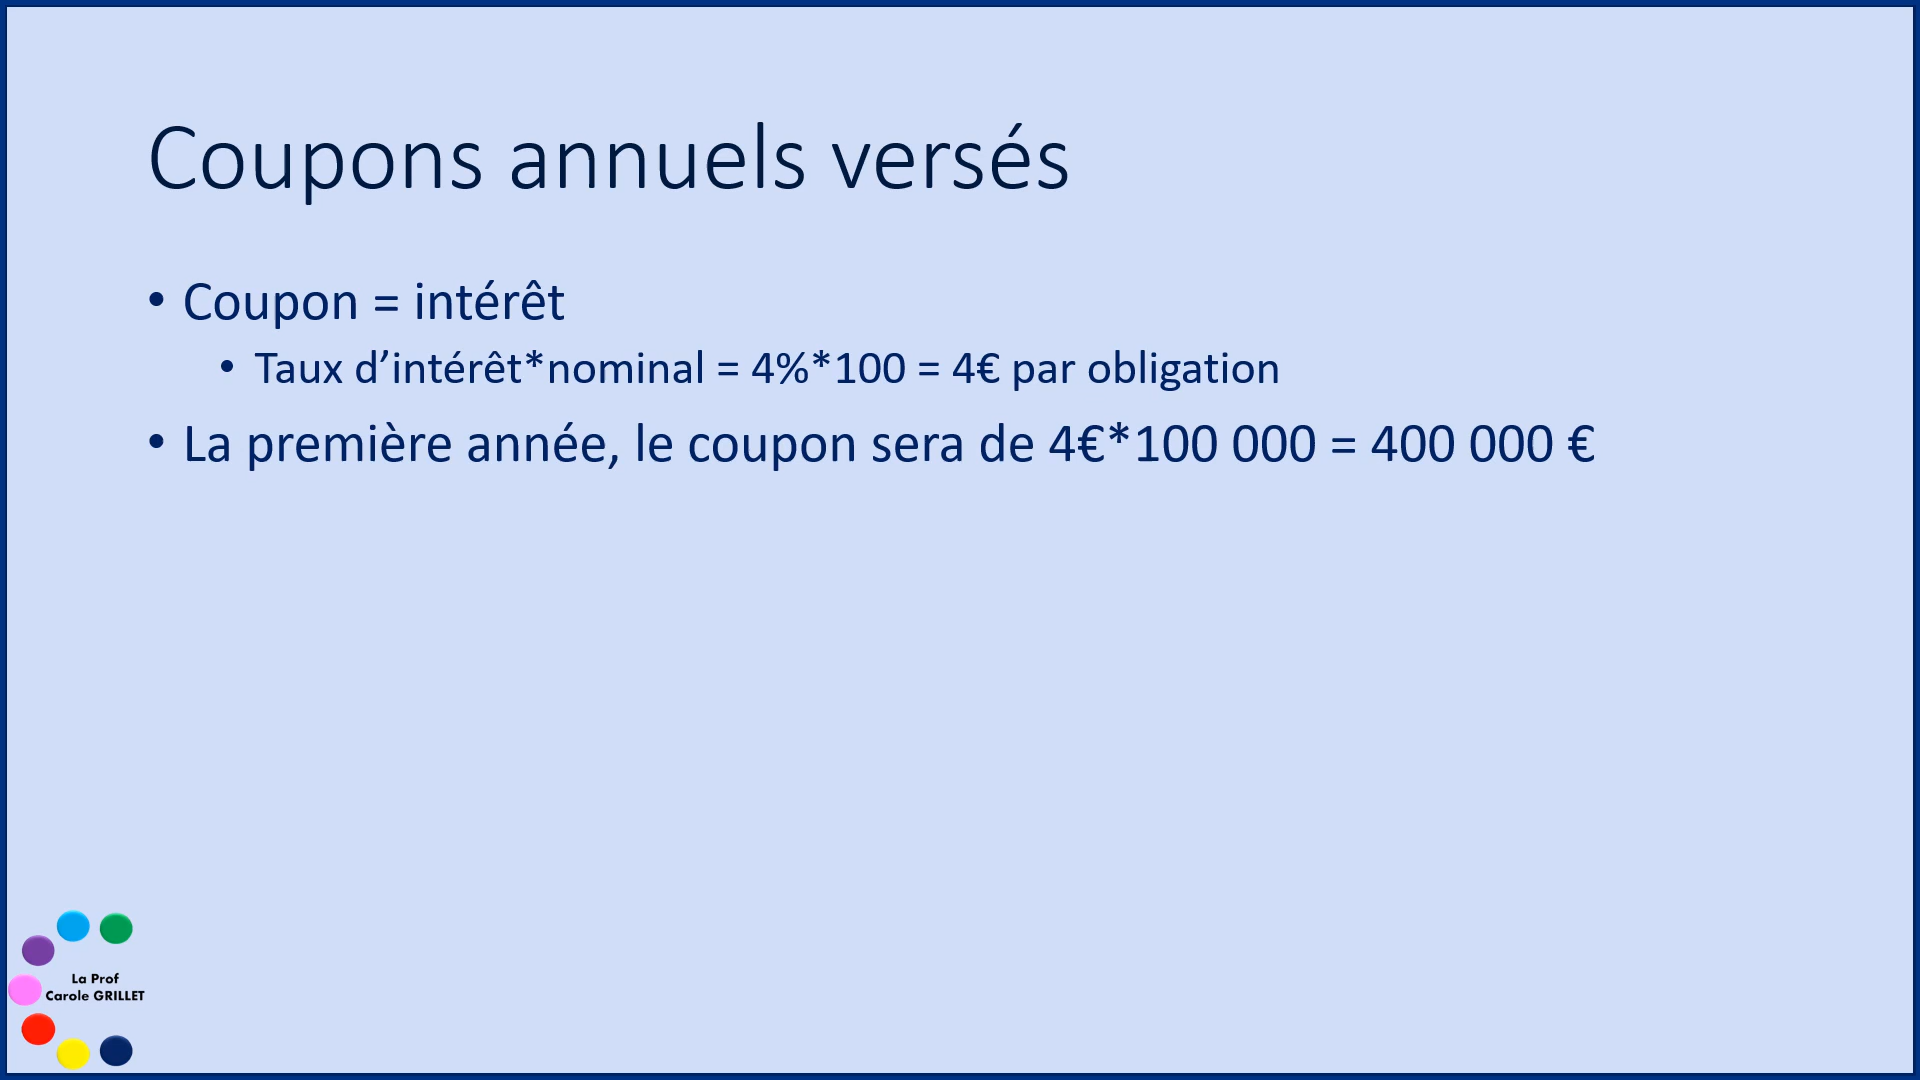 Coupons annuels versés
• Coupon = intérêt
• Taux d’intérêt*nominal = 4%*100 = 4€ par obligation
• La première année, le coupon sera de 4€*100 000 = 400 000 €
La Prof
Carole GRILLET